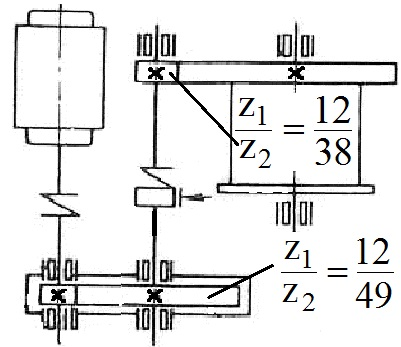 z₁/z₂ = 12/38
z₁/z₂ = 12/49